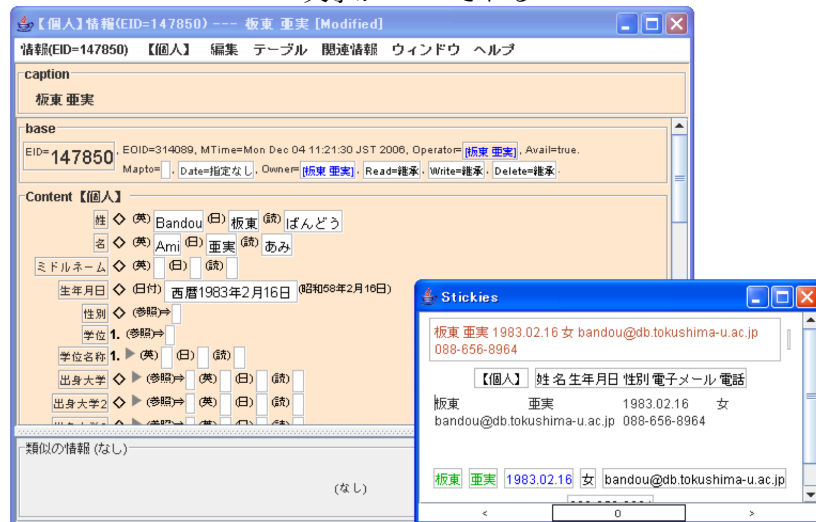 【個人】情報(EID=147850) --- 板東 亜実 [Modified]
情報(EID=147850) 【個人】 編集 テーブル 関連情報 ウィンドウ ヘルプ
caption
板東 亜実
base
EID=147850, EOID=314089, MTime=Mon Dec 04 11:21:30 JST 2006, Operator=[板東 亜実], Avail=true.
Mapto= , Date=指定なし, Owner=[板東 亜実], Read=継承, Write=継承, Delete=継承.
Content【個人】
姓 ◇ (英) Bandou (日) 板東 (読) ばんどう
名 ◇ (英) Ami (日) 亜実 (読) あみ
ミドルネーム ◇ (英) (日) (読)
生年月日 ◇ (日付) 西暦1983年2月16日 (昭和58年2月16日)
性別 ◇ (参照)⇒
学位 1. (参照)⇒
学位名称 1. ▶ (英) (日) (読)
出身大学 ◇ ▶ (参照)⇒ (英) (日) (読)
出身大学2 ◇ ▶ (参照)⇒ (英) (日) (読)
類似の情報 (なし)
(なし)
Stickies
板東 亜実 1983.02.16 女 bandou@db.tokushima-u.ac.jp
088-656-8964
【個人】 姓 名 生年月日 性別 電子メール 電話
板東 亜実 1983.02.16 女
bandou@db.tokushima-u.ac.jp 088-656-8964
板東 亜実 1983.02.16 女 bandou@db.tokushima-u.ac.jp
< 0 >